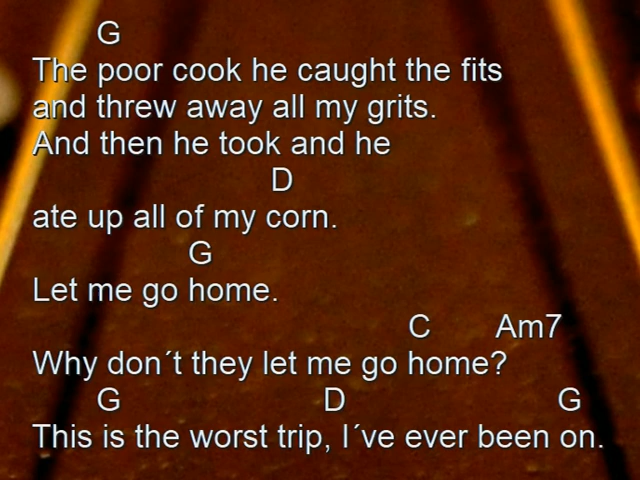 G
The poor cook he caught the fits
and threw away all my grits.
And then he took and he
D
ate up all of my corn.
G
Let me go home.
C Am7
Why don´t they let me go home?
G D G
This is the worst trip, I´ve ever been on.